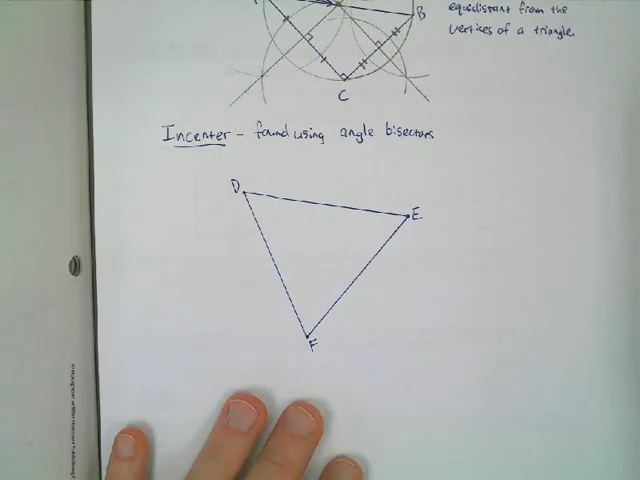 equidistant from the
B
vertices of a triangle.
C
Incenter - found using angle bisectors
D
E
F